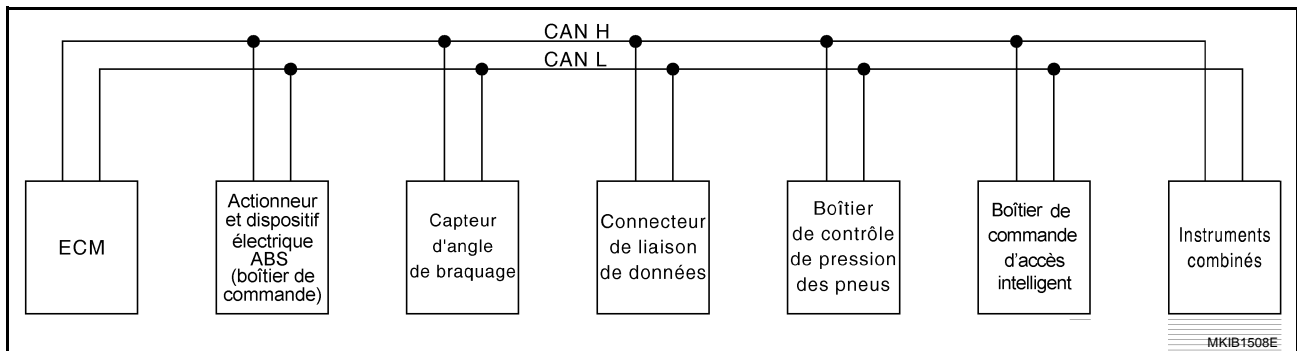 CAN H
CAN L
ECM
Actionneur
et dispositif
électrique
ABS
(boîtier de
commande)
Capteur
d'angle
de braquage
Connecteur
de liaison
de données
Boîtier
de contrôle
de pression
des pneus
Boîtier de
commande
d'accès
intelligent
Instruments
combinés
MKIB1508E